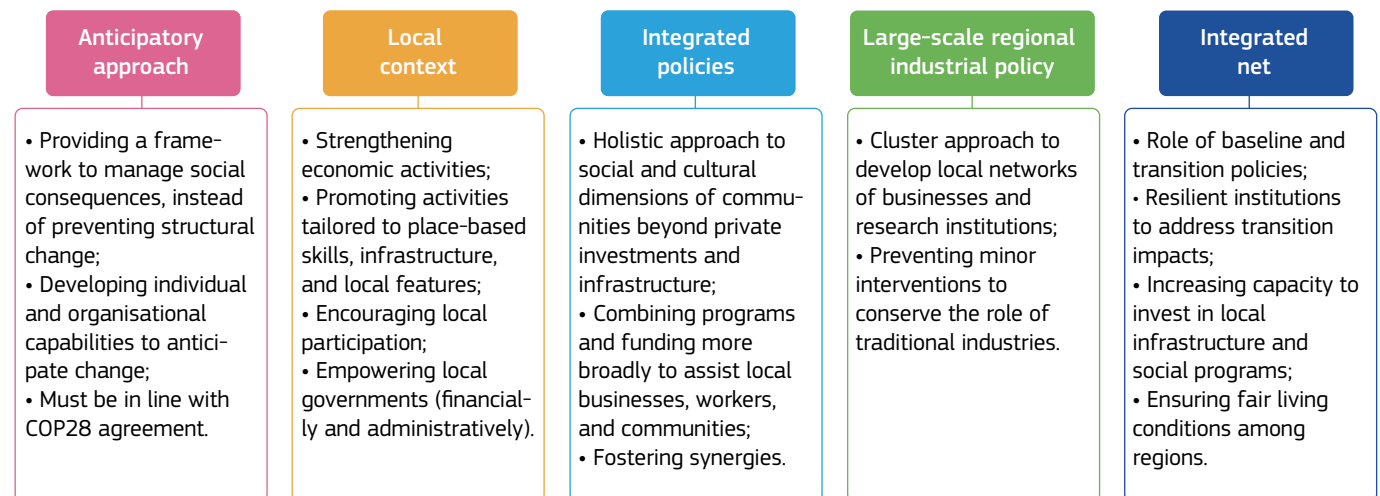 Anticipatory
approach
• Providing a frame-
work to manage social
consequences, instead
of preventing structural
change;
• Developing individual
and organisational
capabilities to antici-
pate change;
• Must be in line with
COP28 agreement.
Local
context
• Strengthening
economic activities;
• Promoting activities
tailored to place-based
skills, infrastructure,
and local features;
• Encouraging local
participation;
• Empowering local
governments (financial-
ly and administratively).
Integrated
policies
• Holistic approach to
social and cultural
dimensions of commu-
nities beyond private
investments and
infrastructure;
• Combining programs
and funding more
broadly to assist local
businesses, workers,
and communities;
• Fostering synergies.
Large-scale regional
industrial policy
• Cluster approach to
develop local networks
of businesses and
research institutions;
• Preventing minor
interventions to
conserve the role of
traditional industries.
Integrated
net
• Role of baseline and
transition policies;
• Resilient institutions
to address transition
impacts;
• Increasing capacity to
invest in local
infrastructure and
social programs;
• Ensuring fair living
conditions among
regions.